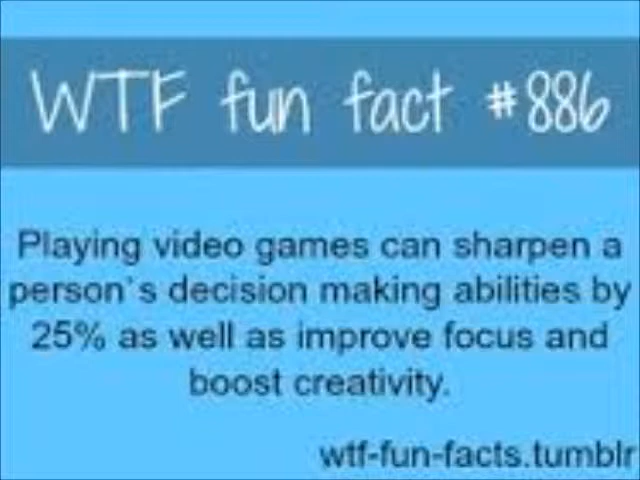 WTF fun fact #886
Playing video games can sharpen a
person's decision making abilities by
25% as well as improve focus and
boost creativity.
wtf-fun-facts.tumblr